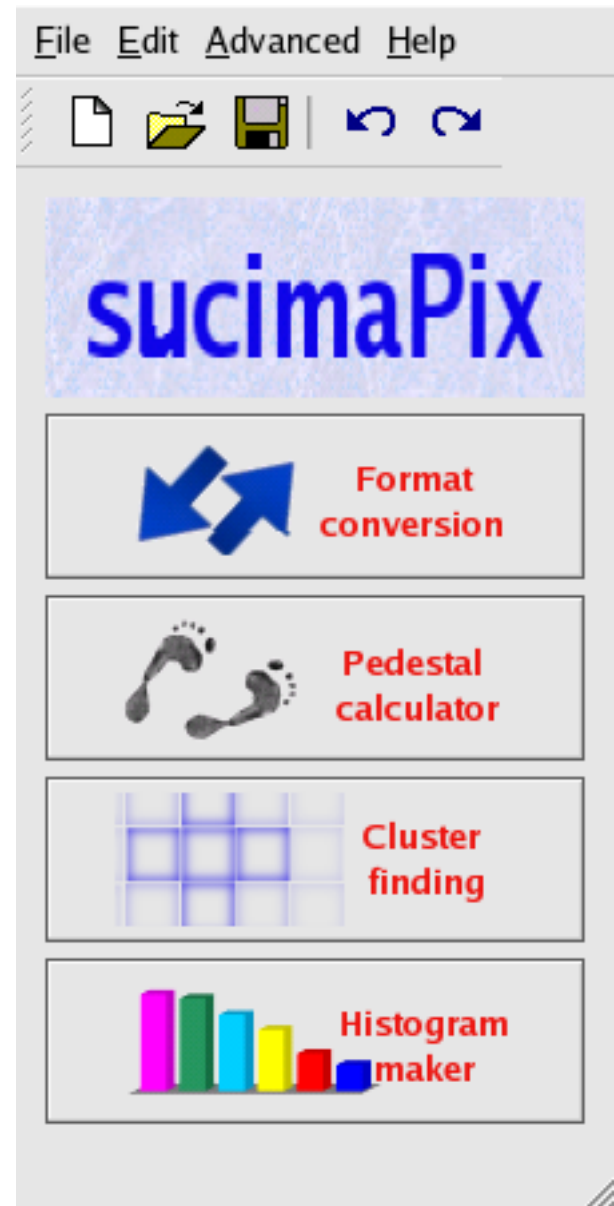 File Edit Advanced Help
sucimaPix
Format
conversion
Pedestal
calculator
Cluster
finding
Histogram
maker